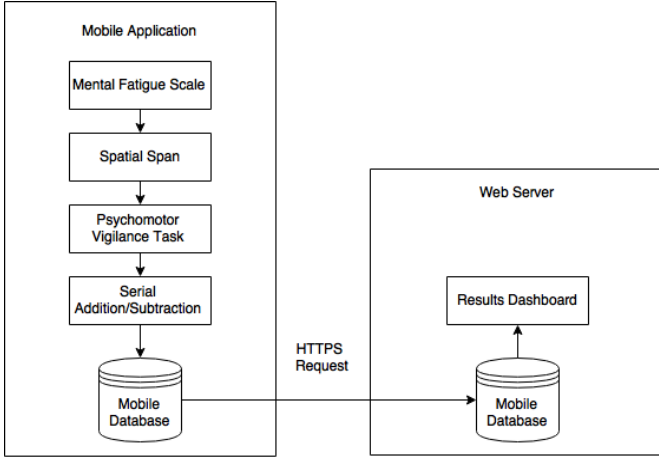 Mobile Application
Mental Fatigue Scale
Spatial Span
Psychomotor
Vigilance Task
Serial
Addition/Subtraction
Mobile
Database
HTTPS
Request
Web Server
Results Dashboard
Mobile
Database